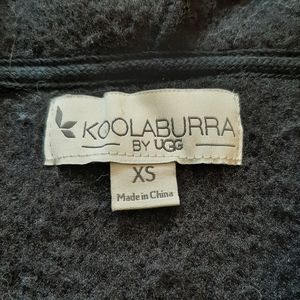 KOOLABURRA
BY UGG
XS
Made in China